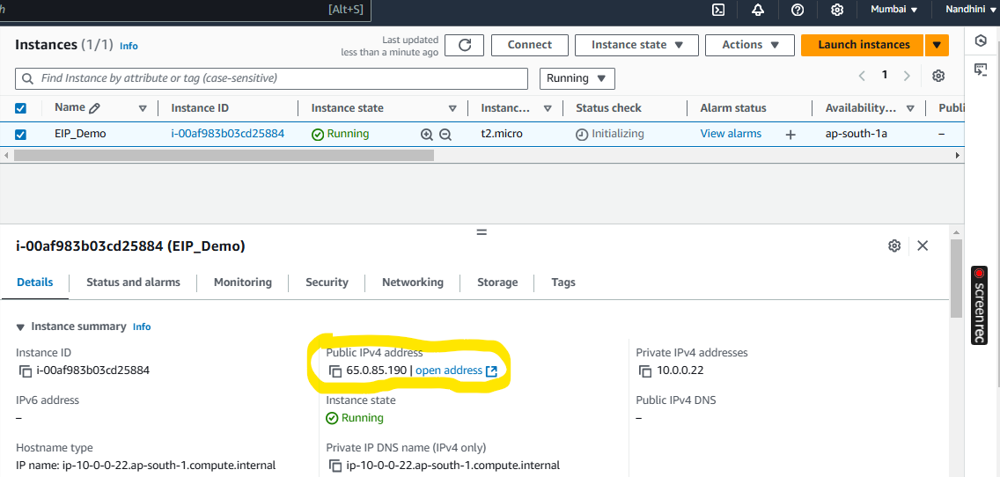 [Alt+S] Mumbai Nandhini
Instances (1/1) Info Last updated less than a minute ago Connect Instance state Actions Launch instances
Find Instance by attribute or tag (case-sensitive) Running 1
Name Instance ID Instance state Instanc... Status check Alarm status Availability... Publi
EIP_Demo i-00af983b03cd25884 Running t2.micro Initializing View alarms + ap-south-1a –
i-00af983b03cd25884 (EIP_Demo)
Details Status and alarms Monitoring Security Networking Storage Tags
Instance summary Info
Instance ID Public IPv4 address Private IPv4 addresses
i-00af983b03cd25884 65.0.85.190 | open address 10.0.0.22
IPv6 address Instance state Public IPv4 DNS
– Running –
Hostname type Private IP DNS name (IPv4 only)
IP name: ip-10-0-0-22.ap-south-1.compute.internal ip-10-0-0-22.ap-south-1.compute.internal
screenrec